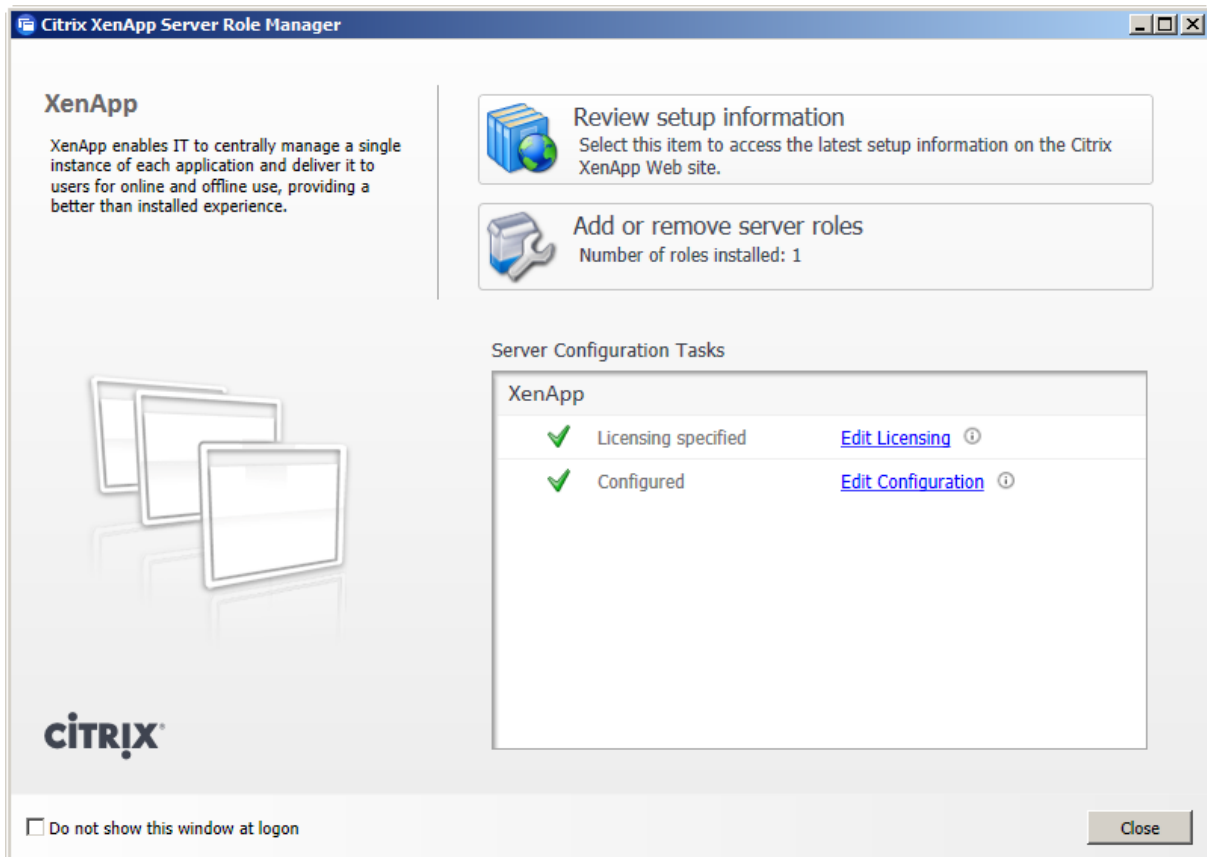 Citrix XenApp Server Role Manager
XenApp
XenApp enables IT to centrally manage a single
instance of each application and deliver it to
users for online and offline use, providing a
better than installed experience.
Review setup information
Select this item to access the latest setup information on the Citrix
XenApp Web site.
Add or remove server roles
Number of roles installed: 1
Server Configuration Tasks
XenApp
Licensing specified Edit Licensing
Configured Edit Configuration
CITRIX
Do not show this window at logon
Close